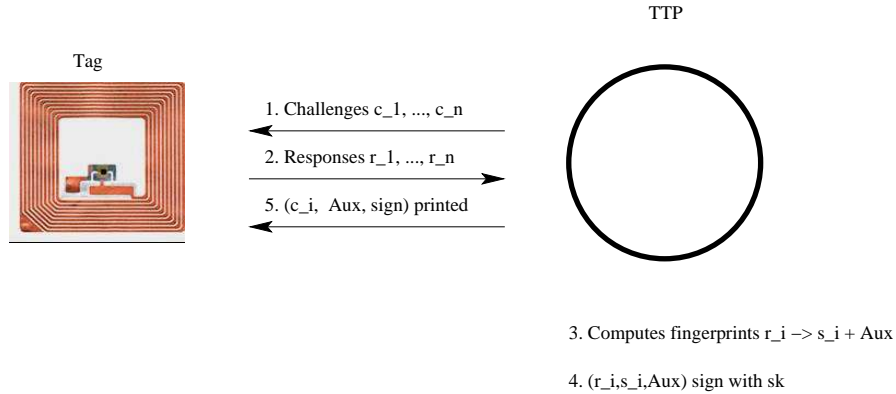 TTP
Tag
1. Challenges c_1, ..., c_n
2. Responses r_1, ..., r_n
5. (c_i,  Aux, sign) printed
3. Computes fingerprints r_i −> s_i + Aux
4. (r_i,s_i,Aux) sign with sk